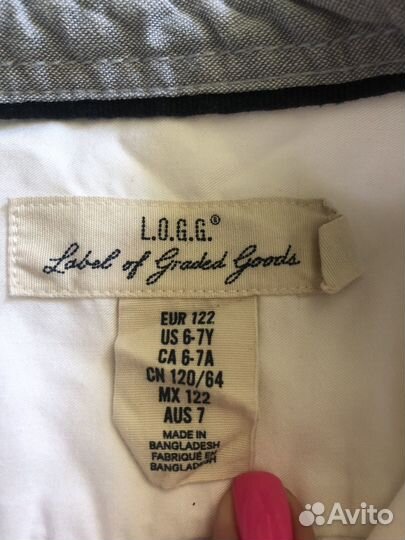 L.O.G.G.®
Label of Graded Goods
EUR 122
US 6-7Y
CA 6-7A
CN 120/64
MX 122
AUS 7
MADE IN
BANGLADESH
FABRIQUÉ EN
BANGLADESH
Avito